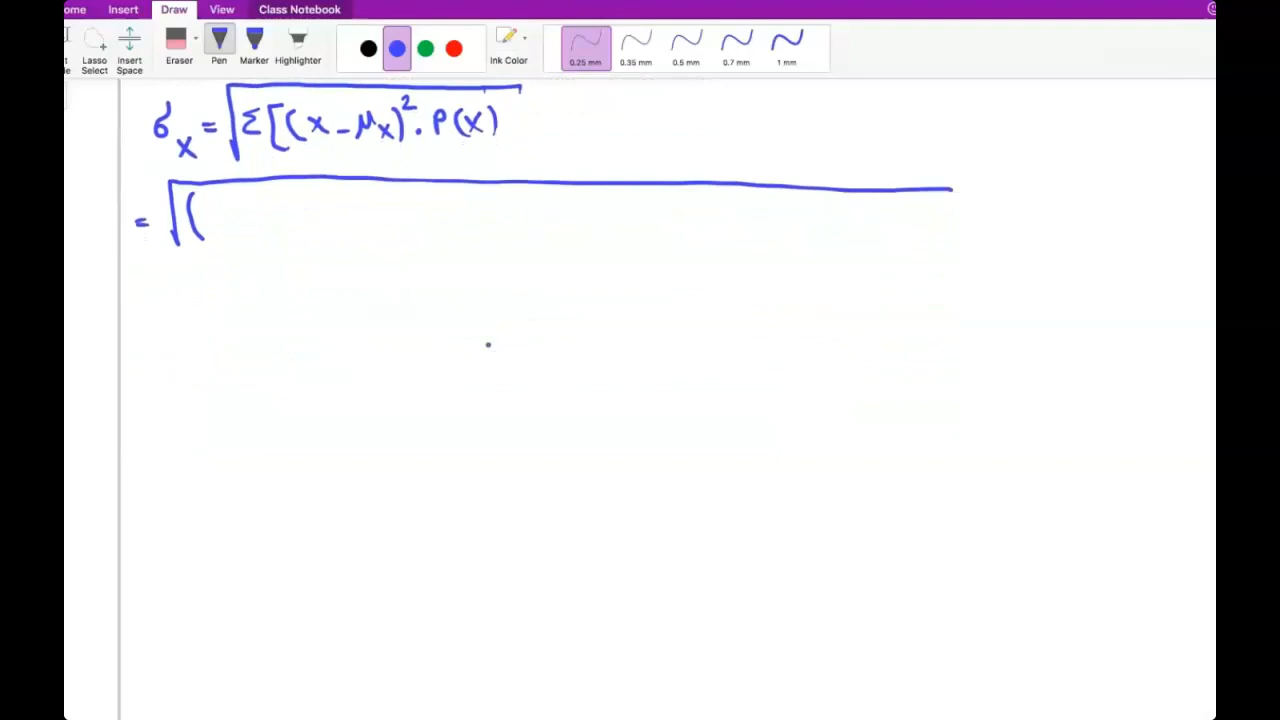 ome Insert Draw View Class Notebook
Lasso Select Insert Space Eraser Pen Marker Highlighter Ink Color 0.25 mm 0.35 mm 0.5 mm 0.7 mm 1 mm
σx = √Σ[(x - μx)². P(x)
= √(